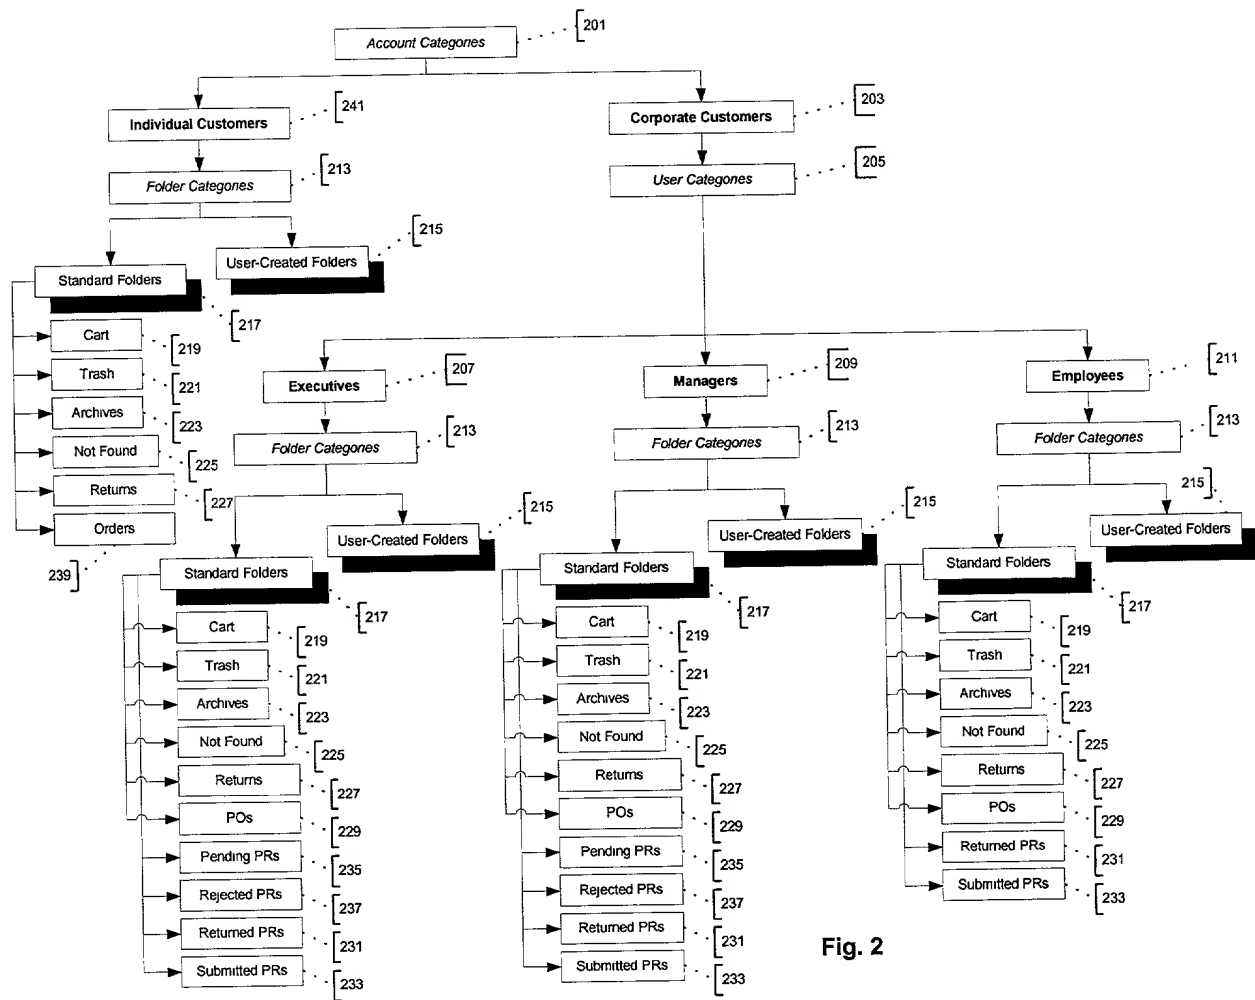 Account Categones
201
Individual Customers
241
Corporate Customers
203
Folder Categones
213
User Categones
205
User-Created Folders
215
Standard Folders
217
Cart
219
Trash
221
Archives
223
Not Found
225
Returns
227
Orders
239
Executives
207
Managers
209
Employees
211
Folder Categones
213
Folder Categones
213
Folder Categones
213
User-Created Folders
215
User-Created Folders
215
User-Created Folders
215
Standard Folders
217
Cart
219
Trash
221
Archives
223
Not Found
225
Returns
227
POs
229
Pending PRs
235
Rejected PRs
237
Returned PRs
231
Submitted PRs
233
Standard Folders
217
Cart
219
Trash
221
Archives
223
Not Found
225
Returns
227
POs
229
Pending PRs
235
Rejected PRs
237
Returned PRs
231
Submitted PRs
233
Standard Folders
217
Cart
219
Trash
221
Archives
223
Not Found
225
Returns
227
POs
229
Returned PRs
231
Submitted PRs
233
Fig. 2